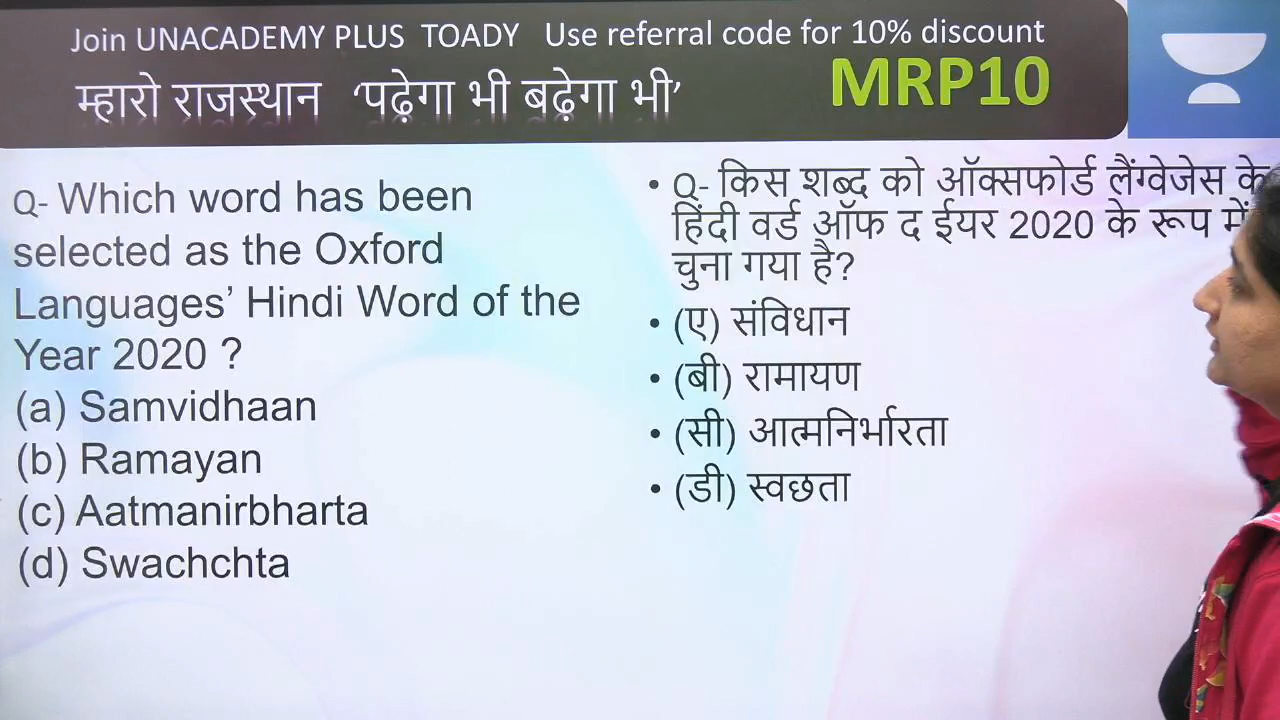 Join UNACADEMY PLUS TOADY Use referral code for 10% discount
म्हारो राजस्थान ‘पढ़ेगा भी बढ़ेगा भी’
MRP10
Q- Which word has been
selected as the Oxford
Languages’ Hindi Word of the
Year 2020 ?
(a) Samvidhaan
(b) Ramayan
(c) Aatmanirbharta
(d) Swachchta
• Q- किस शब्द को ऑक्सफोर्ड लैंग्वेजेस के
हिंदी वर्ड ऑफ द ईयर 2020 के रूप में
चुना गया है?
• (ए) संविधान
• (बी) रामायण
• (सी) आत्मनिर्भारता
• (डी) स्वछता